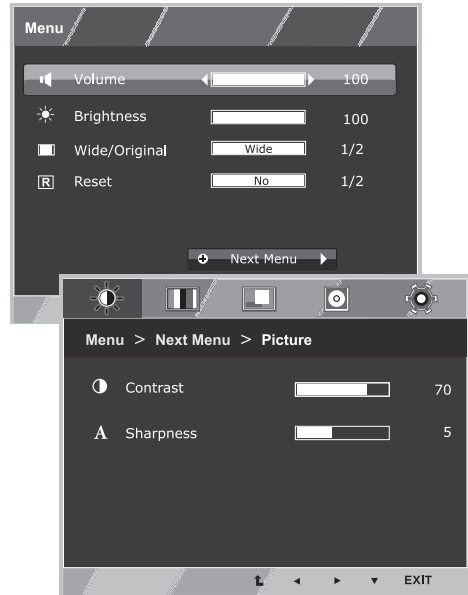 Menu
Volume 100
Brightness 100
Wide/Original Wide 1/2
R Reset No 1/2
Next Menu
Menu > Next Menu > Picture
Contrast 70
A Sharpness 5
EXIT